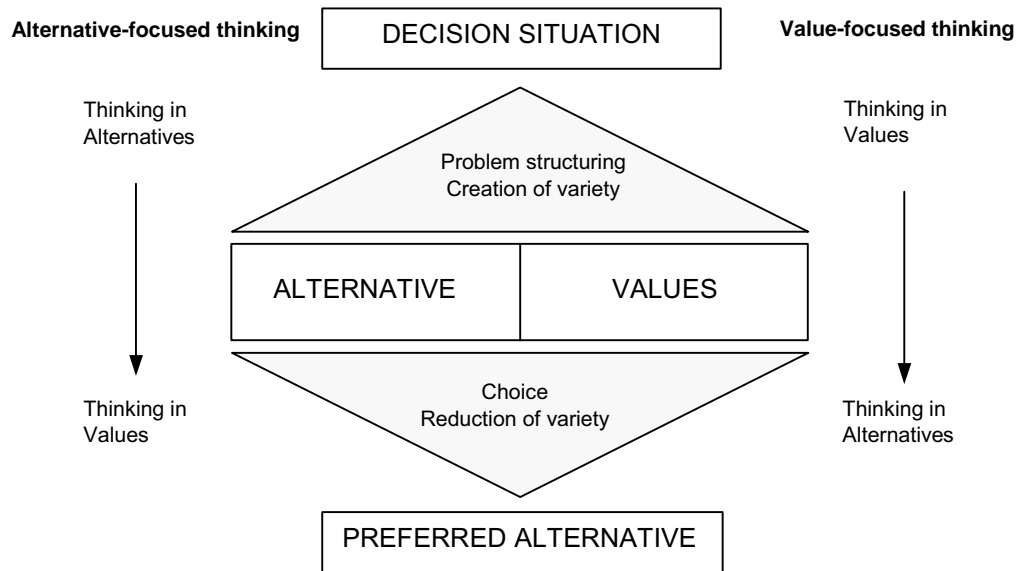 Alternative-focused thinking
DECISION SITUATION
Value-focused thinking
Thinking in
Alternatives
Thinking in
Values
Problem structuring
Creation of variety
ALTERNATIVE
VALUES
Choice
Reduction of variety
Thinking in
Values
Thinking in
Alternatives
PREFERRED ALTERNATIVE